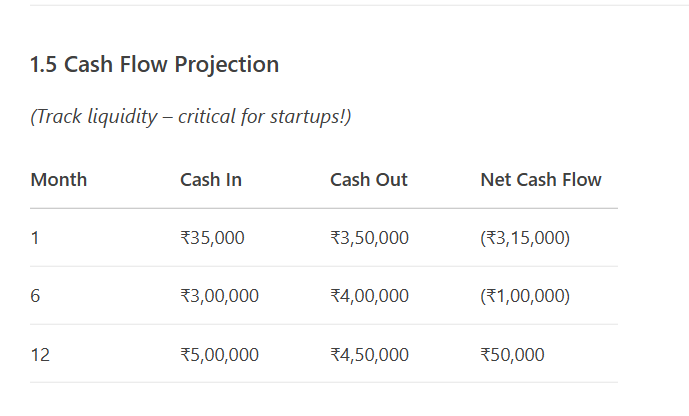 1.5 Cash Flow Projection
(Track liquidity – critical for startups!)
Month Cash In Cash Out Net Cash Flow
1 ₹35,000 ₹3,50,000 (₹3,15,000)
6 ₹3,00,000 ₹4,00,000 (₹1,00,000)
12 ₹5,00,000 ₹4,50,000 ₹50,000